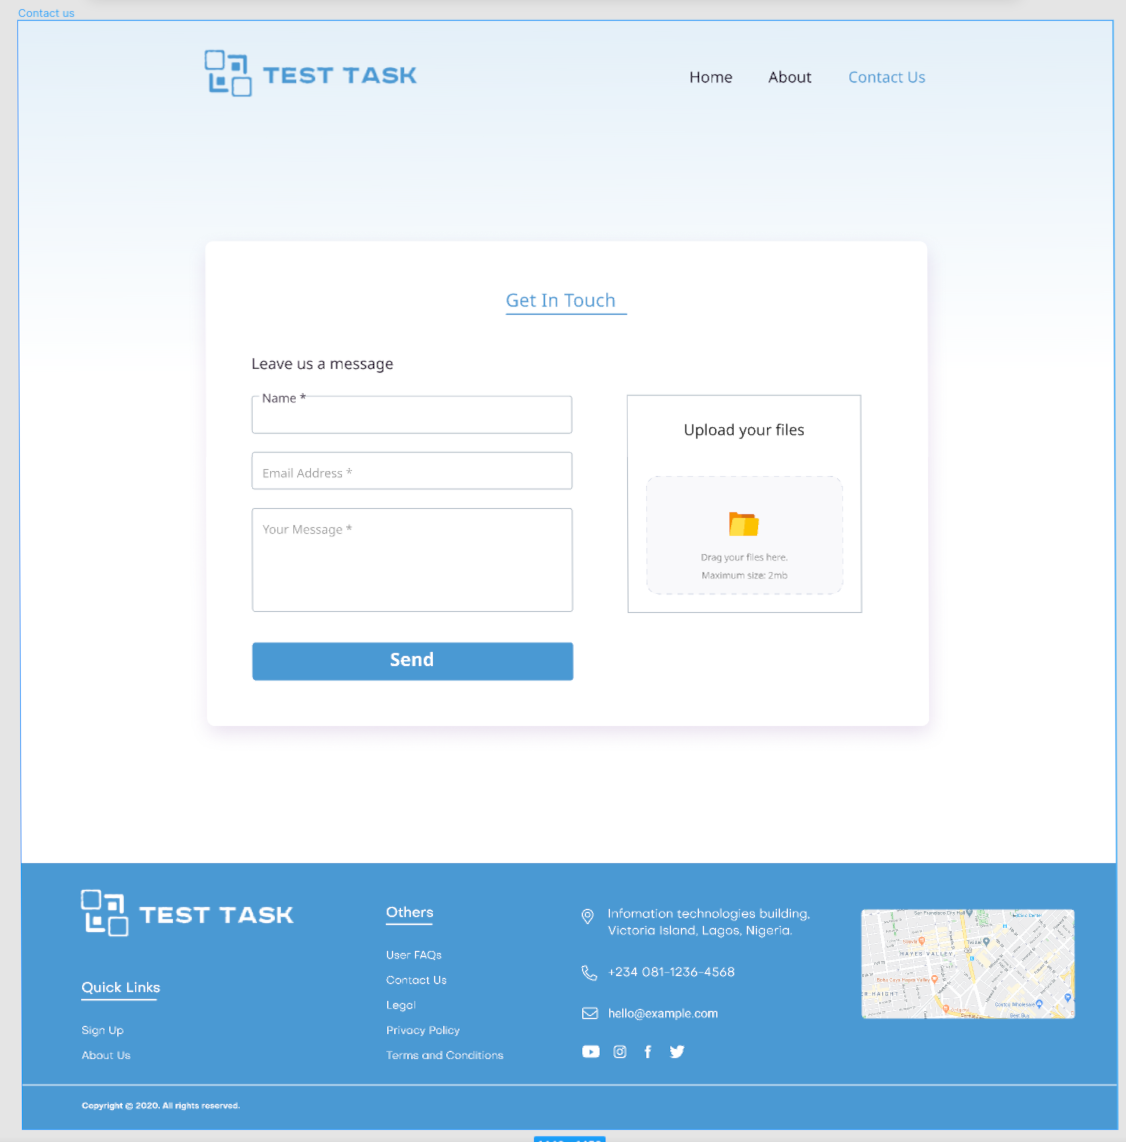 Contact us
TEST TASK
Home
About
Contact Us
Get In Touch
Leave us a message
Name *
Email Address *
Your Message *
Send
Upload your files
Drag your files here.
Maximum size: 2mb
TEST TASK
Quick Links
Sign Up
About Us
Others
User FAQs
Contact Us
Legal
Privacy Policy
Terms and Conditions
Infomation technologies building,
Victoria Island, Lagos, Nigeria.
+234 081-1236-4568
hello@example.com
HAYES VALLEY
Copyright @ 2020. All rights reserved.